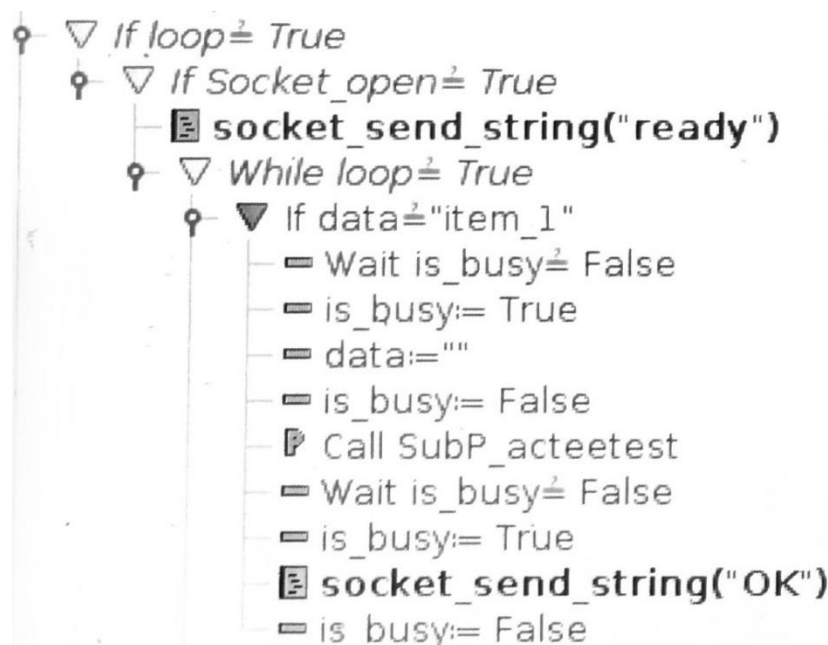 If loop≟ True
If Socket_open≟ True
socket_send_string("ready")
While loop≟ True
If data≟"item_1"
Wait is_busy≟ False
is_busy:= True
data:=""
is_busy:= False
Call SubP_acteetest
Wait is_busy≟ False
is_busy:= True
socket_send_string("OK")
is_busy:= False